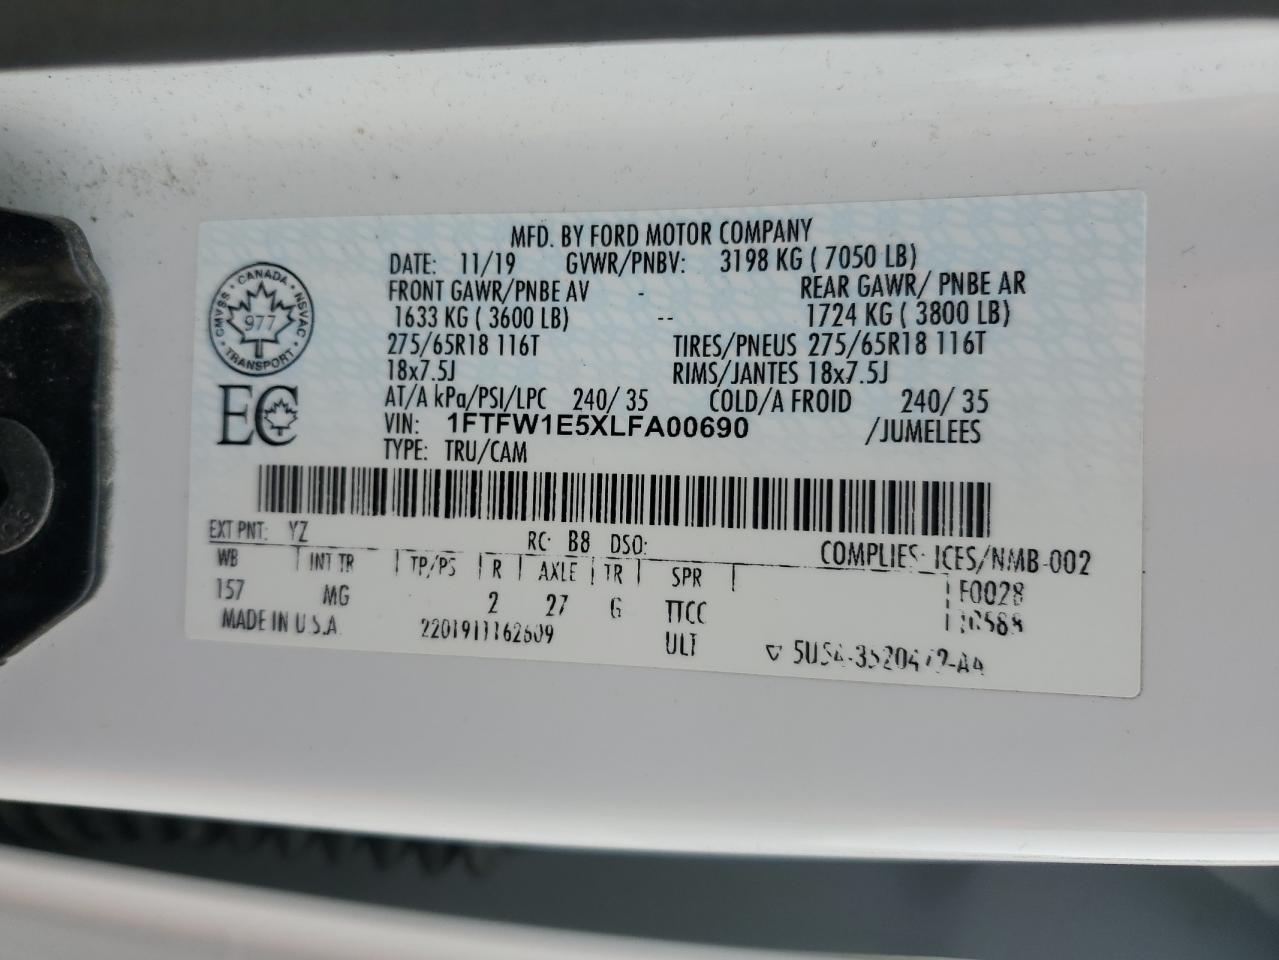 MFD. BY FORD MOTOR COMPANY
DATE: 11/19 GVWR/PNBV: 3198 KG ( 7050 LB)
FRONT GAWR/PNBE AV - REAR GAWR/ PNBE AR
1633 KG ( 3600 LB) -- 1724 KG ( 3800 LB)
275/65R18 116T TIRES/PNEUS 275/65R18 116T
18x7.5J RIMS/JANTES 18x7.5J
AT/A kPa/PSI/LPC 240/ 35 COLD/A FROID 240/ 35
VIN: 1FTFW1E5XLFA00690 /JUMELEES
TYPE: TRU/CAM
CANADA
CMVSS NSVAC
977
TRANSPORT
EC
EXT PNT: YZ RC: B8 DSO: COMPLIES: ICES/NMB-002
WB INT TR TP/PS R AXLE TR SPR F0028
157 MG 2 27 G TTCC
MADE IN U.S.A. ULT